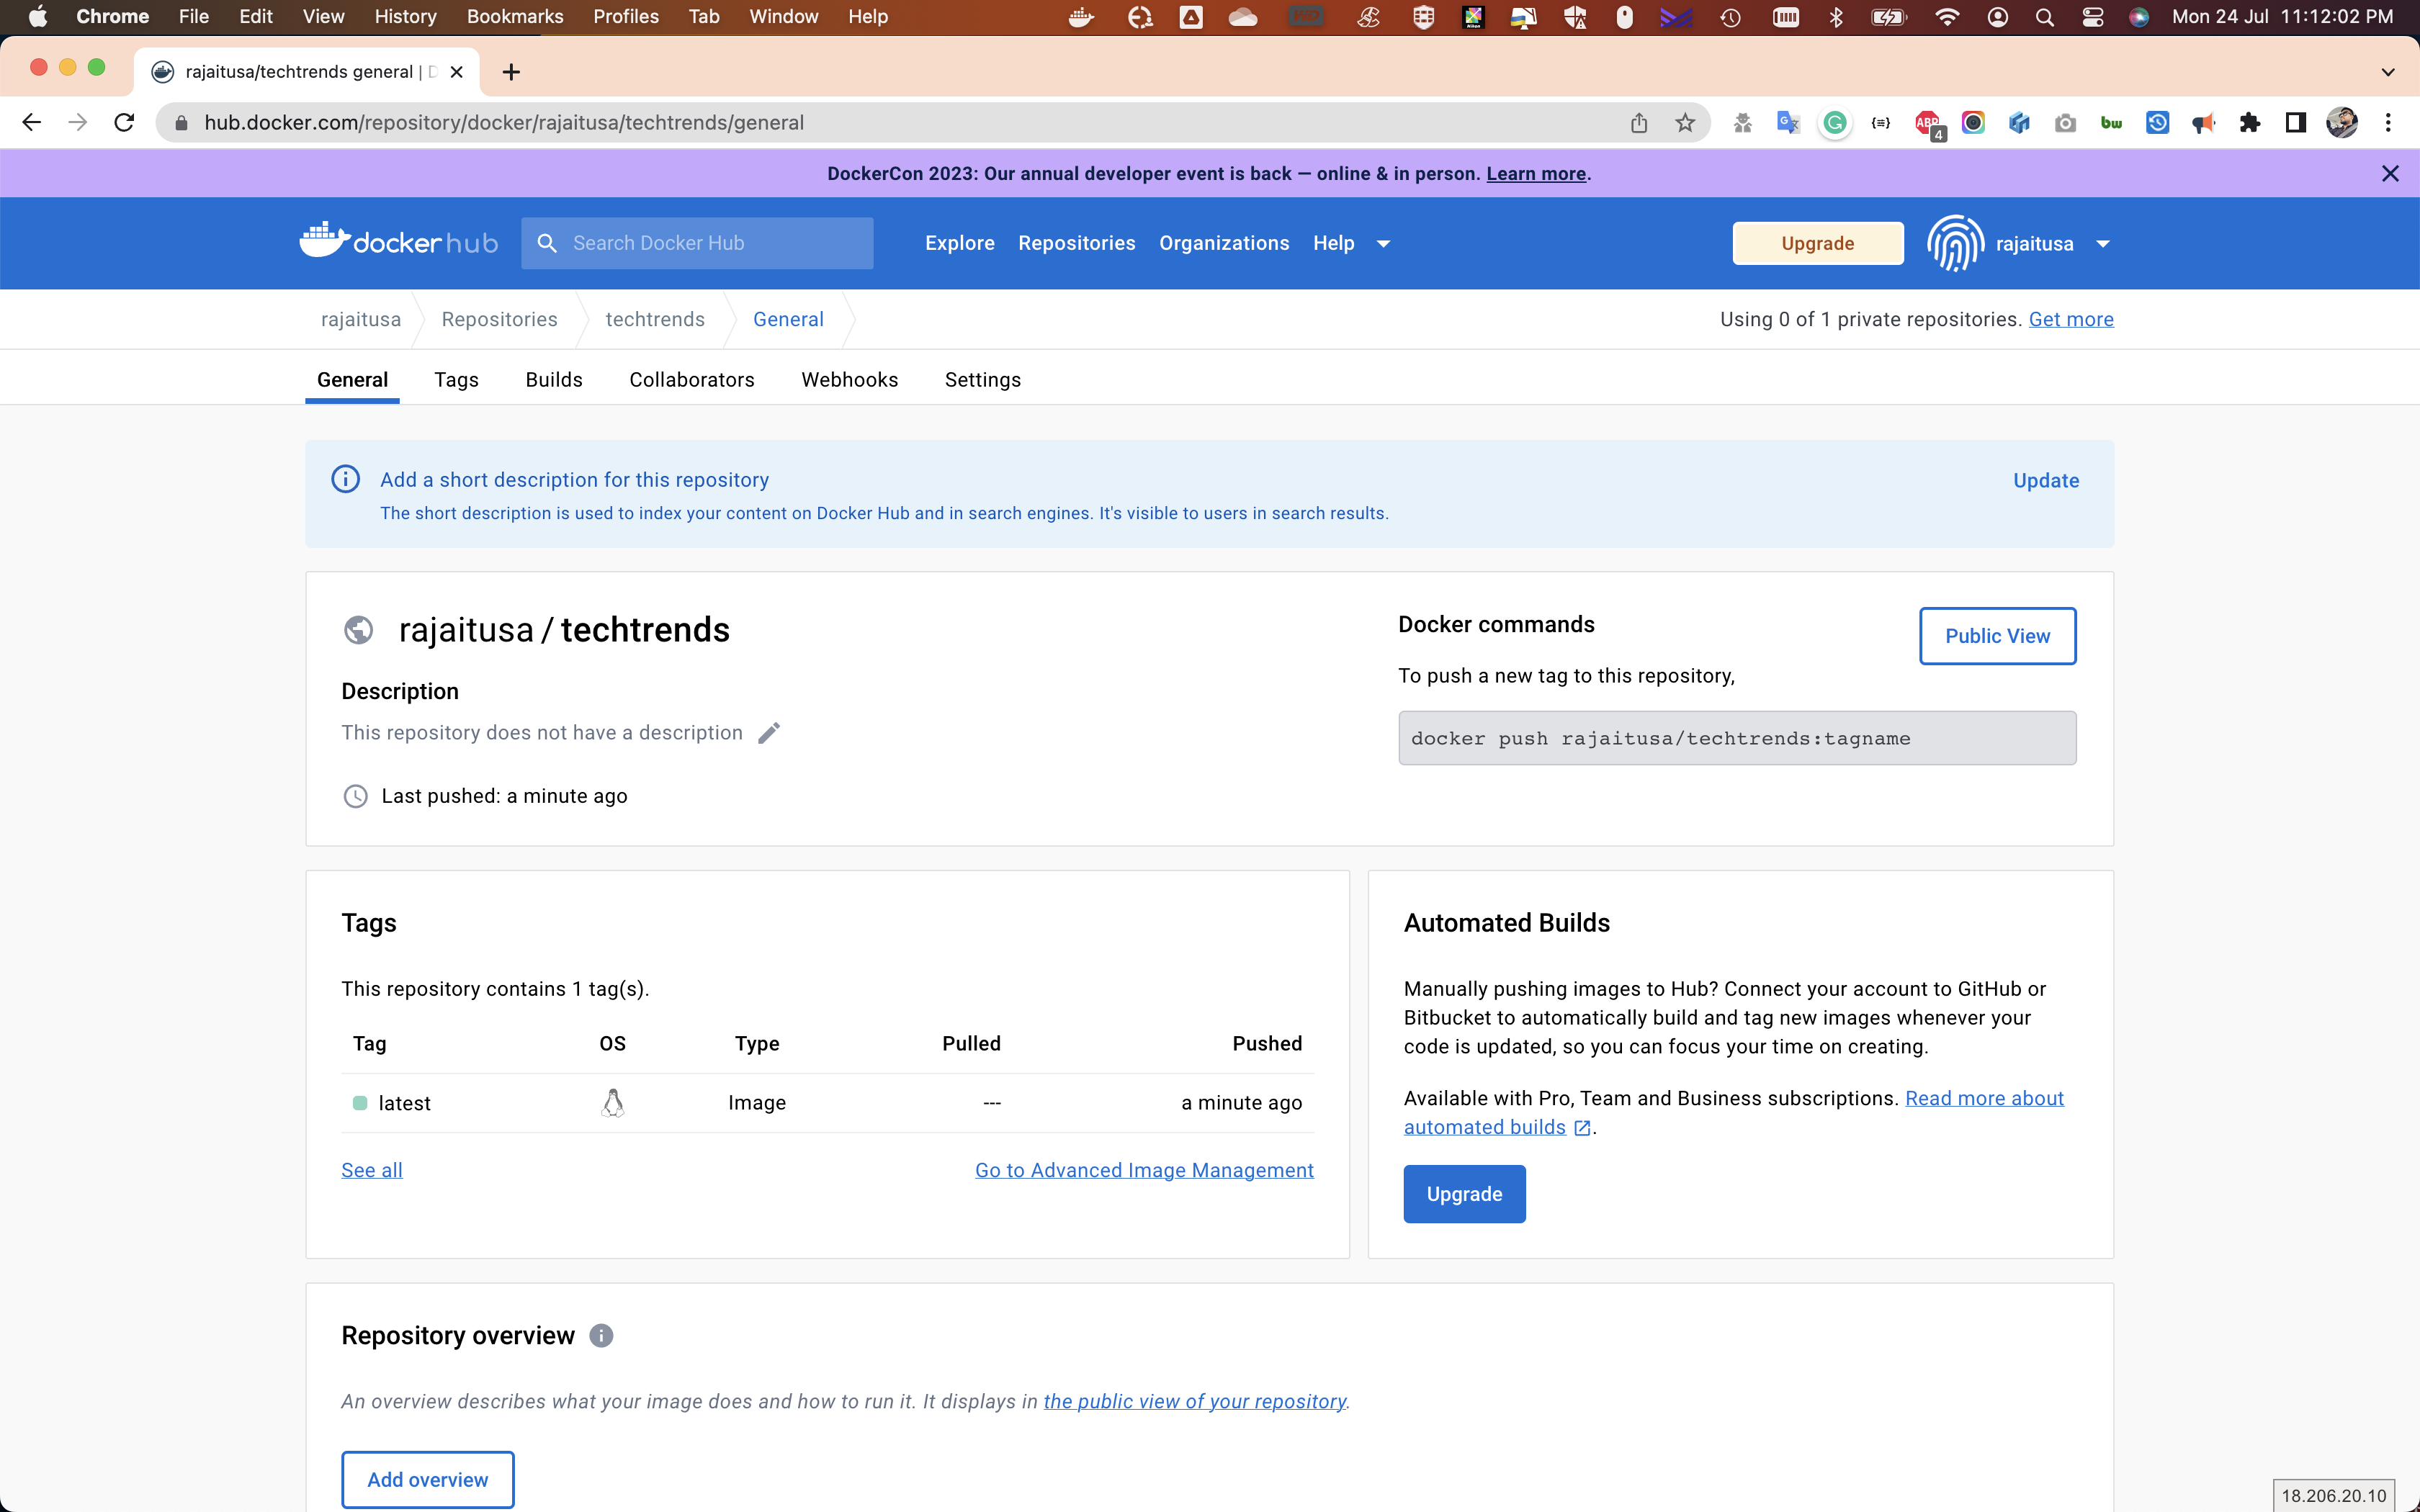 Chrome File Edit View History Bookmarks Profiles Tab Window Help Mon 24 Jul 11:12:02 PM
rajaitusa/techtrends general |
hub.docker.com/repository/docker/rajaitusa/techtrends/general
ABP 4 bw
DockerCon 2023: Our annual developer event is back — online & in person. Learn more.
docker hub Search Docker Hub Explore Repositories Organizations Help Upgrade rajaitusa
rajaitusa Repositories techtrends General Using 0 of 1 private repositories. Get more
General Tags Builds Collaborators Webhooks Settings
Add a short description for this repository Update
The short description is used to index your content on Docker Hub and in search engines. It's visible to users in search results.
rajaitusa / techtrends
Description
This repository does not have a description
Last pushed: a minute ago
Docker commands
Public View
To push a new tag to this repository,
docker push rajaitusa/techtrends:tagname
Tags
This repository contains 1 tag(s).
Tag OS Type Pulled Pushed
latest Image --- a minute ago
See all Go to Advanced Image Management
Automated Builds
Manually pushing images to Hub? Connect your account to GitHub or
Bitbucket to automatically build and tag new images whenever your
code is updated, so you can focus your time on creating.
Available with Pro, Team and Business subscriptions. Read more about
automated builds .
Upgrade
Repository overview
An overview describes what your image does and how to run it. It displays in the public view of your repository.
Add overview
18.206.20.10